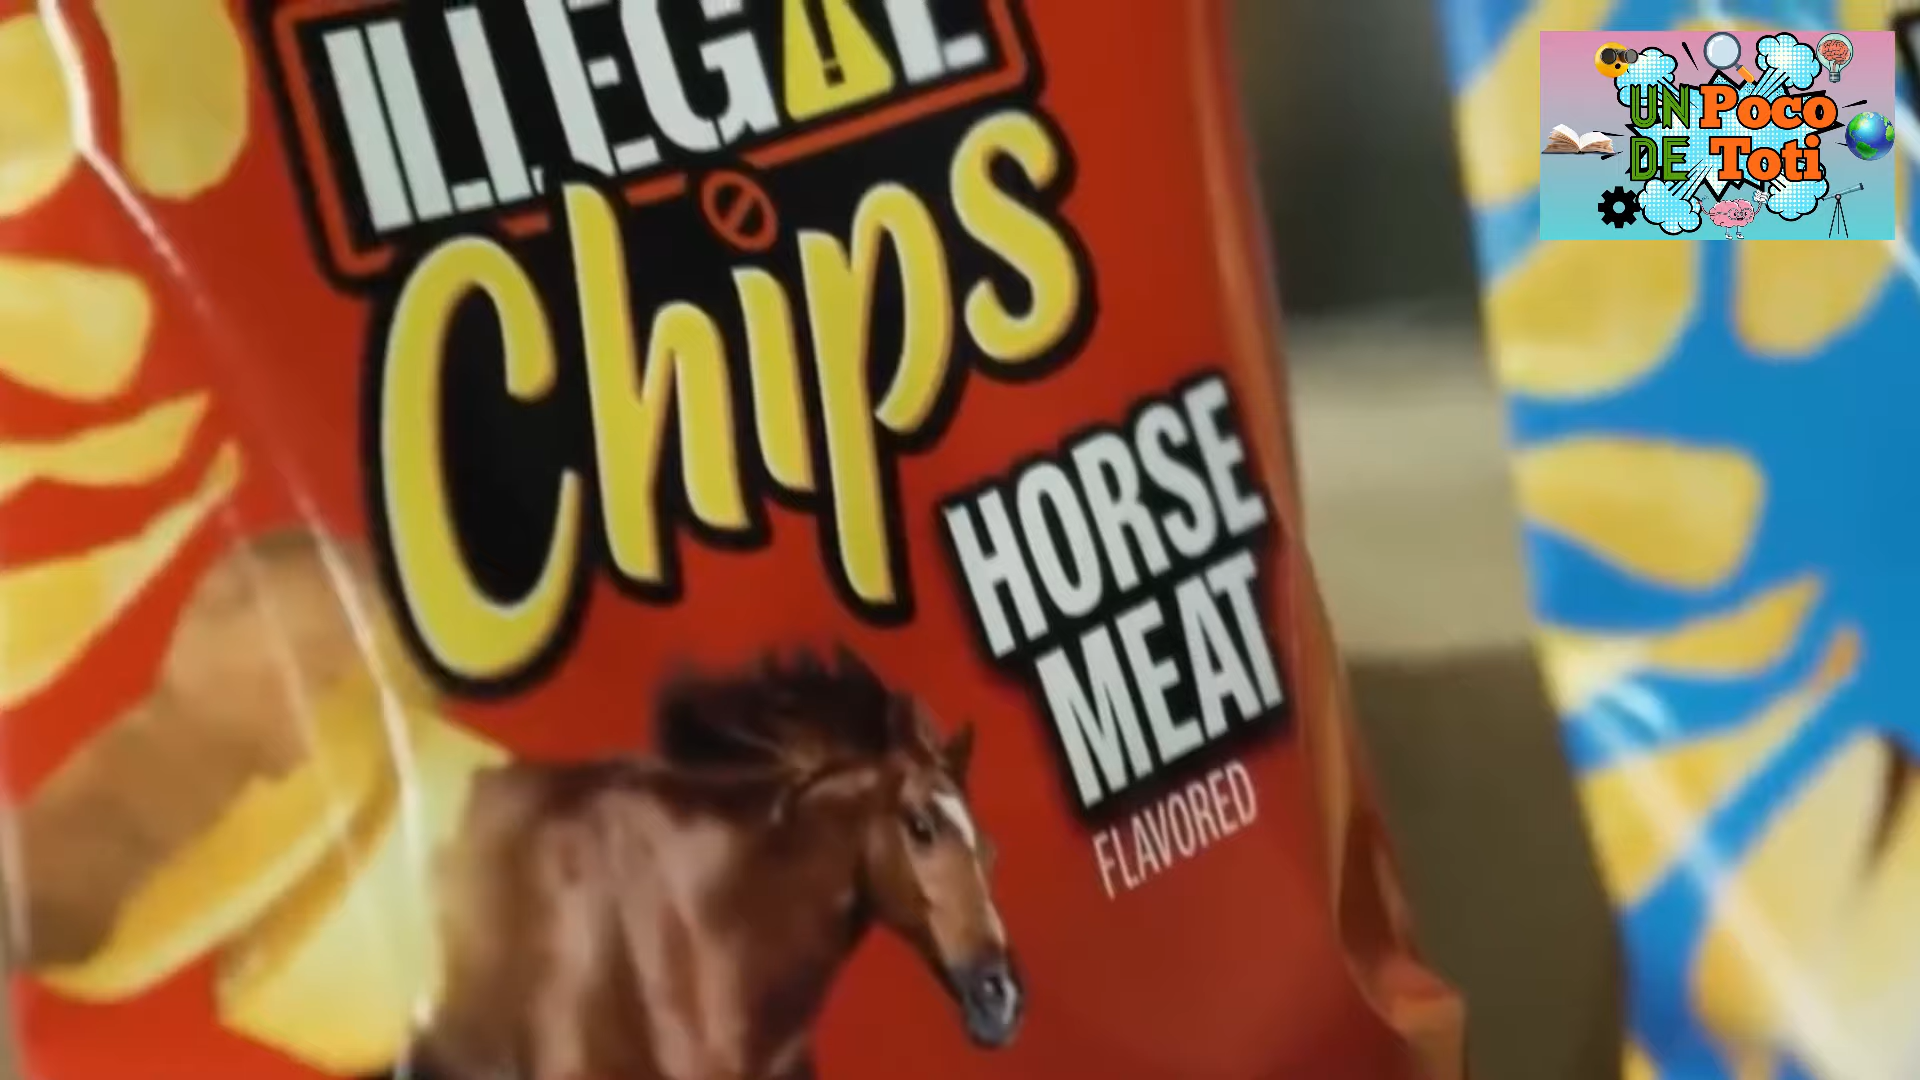 ILLEGAL
Chips
HORSE
MEAT
FLAVORED
UN Poco
DE Toti